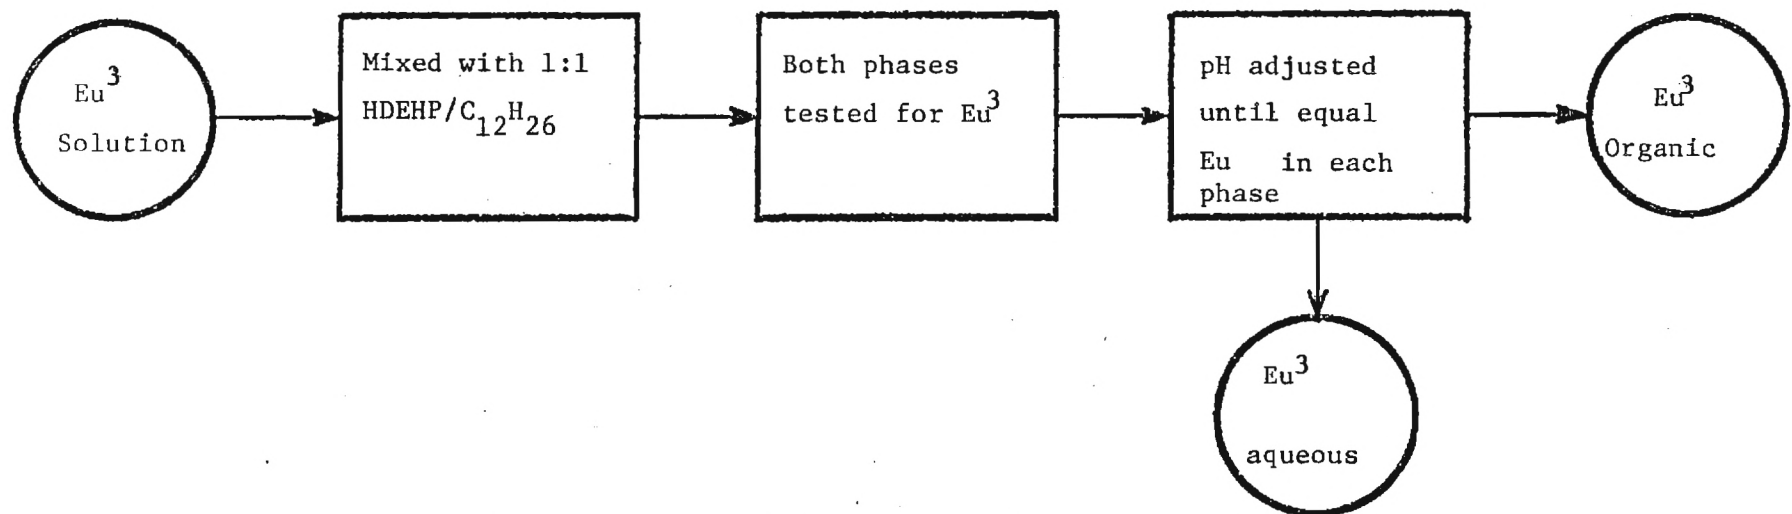 Eu³
Solution
Mixed with 1:1
HDEHP/C₁₂H₂₆
Both phases
tested for Eu³
pH adjusted
until equal
Eu in each
phase
Eu³
Organic
Eu³
aqueous